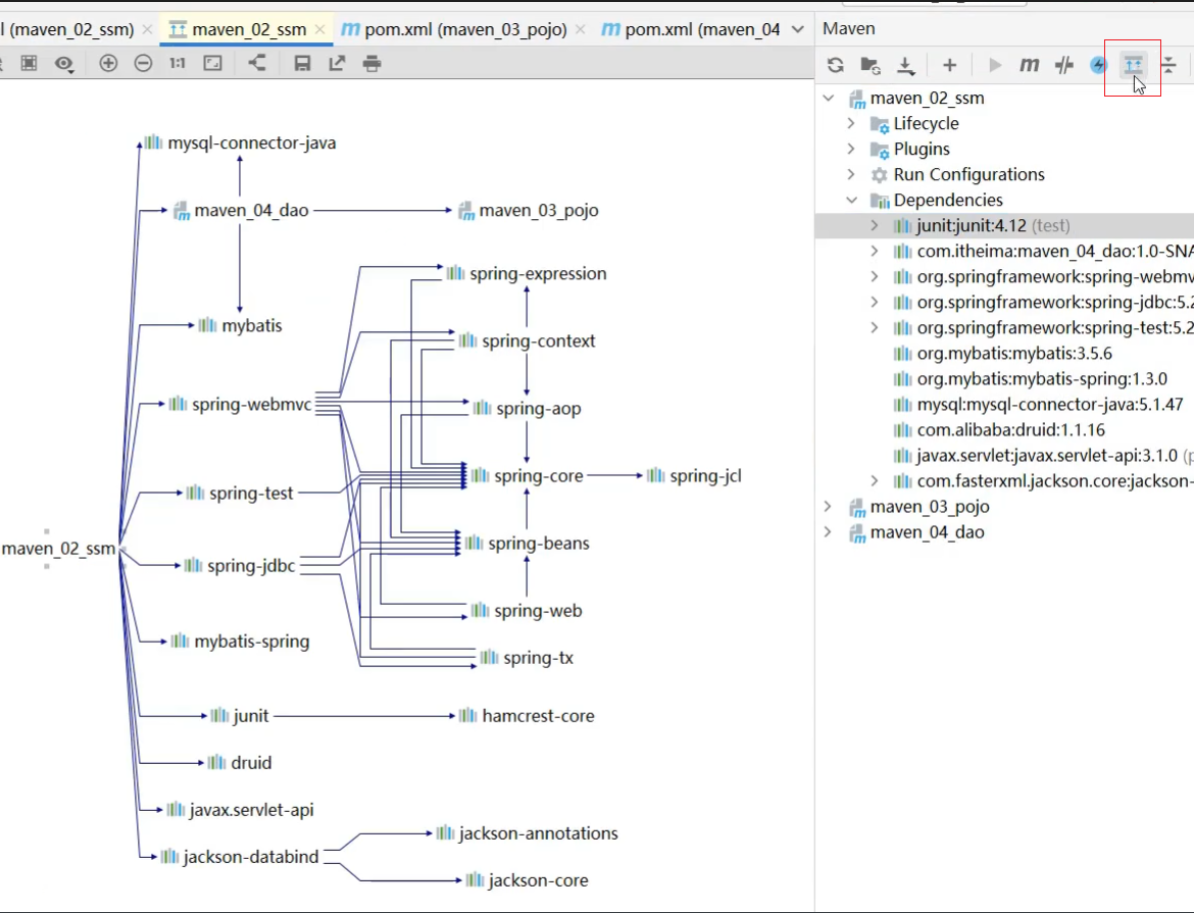 l (maven_02_ssm)
maven_02_ssm
pom.xml (maven_03_pojo)
pom.xml (maven_04
Maven
1:1
mysql-connector-java
maven_04_dao
maven_03_pojo
spring-expression
mybatis
spring-context
spring-webmvc
spring-aop
spring-core
spring-jcl
spring-test
maven_02_ssm
spring-beans
spring-jdbc
spring-web
mybatis-spring
spring-tx
junit
hamcrest-core
druid
javax.servlet-api
jackson-annotations
jackson-databind
jackson-core
maven_02_ssm
Lifecycle
Plugins
Run Configurations
Dependencies
junit:junit:4.12 (test)
com.itheima:maven_04_dao:1.0-SNA
org.springframework:spring-webmv
org.springframework:spring-jdbc:5.2
org.springframework:spring-test:5.2
org.mybatis:mybatis:3.5.6
org.mybatis:mybatis-spring:1.3.0
mysql:mysql-connector-java:5.1.47
com.alibaba:druid:1.1.16
javax.servlet:javax.servlet-api:3.1.0 (p
com.fasterxml.jackson.core:jackson-
maven_03_pojo
maven_04_dao